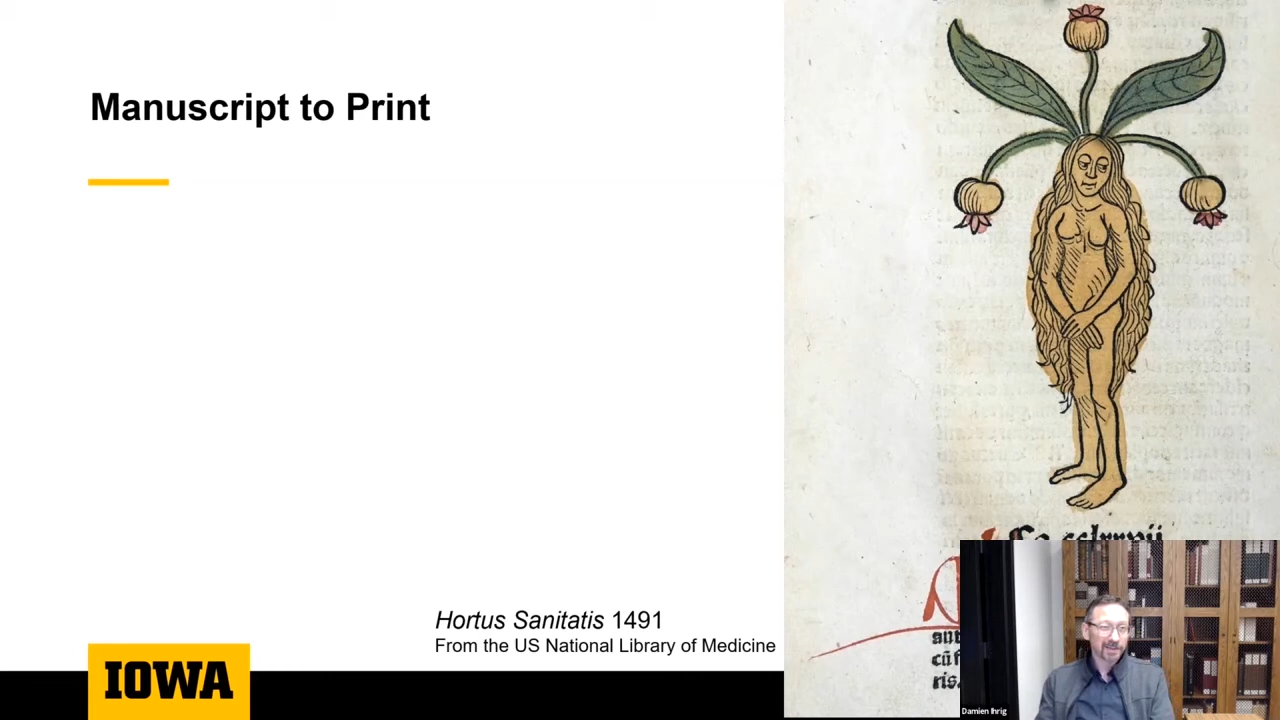 Manuscript to Print
Hortus Sanitatis 1491
From the US National Library of Medicine
IOWA
Damien Ihrig